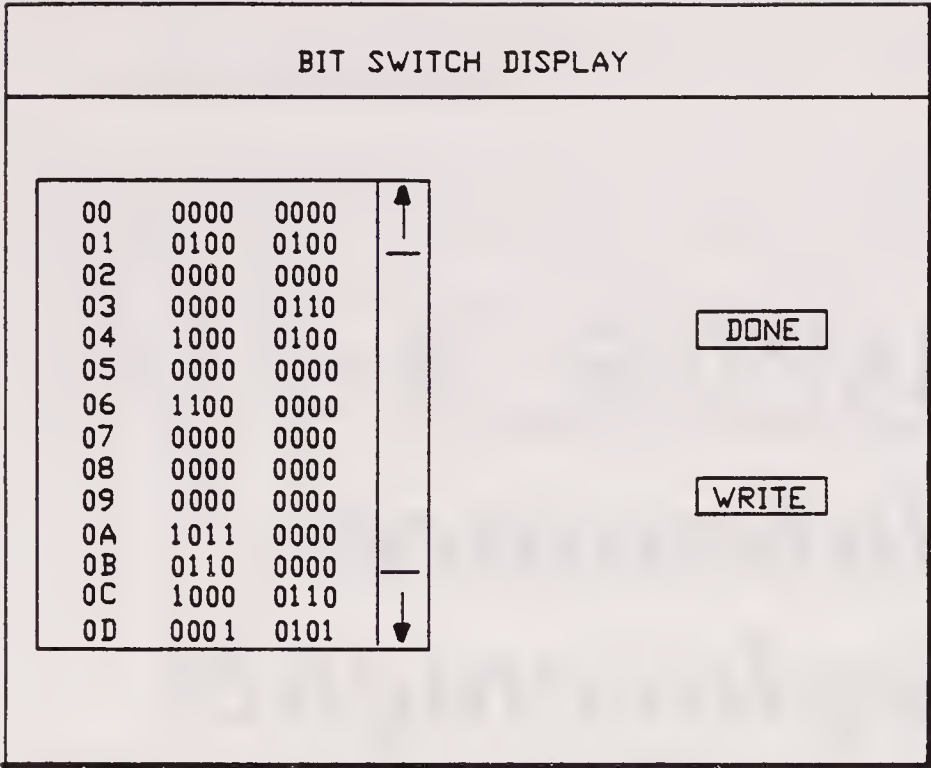 BIT SWITCH DISPLAY
00 0000 0000
01 0100 0100
02 0000 0000
03 0000 0110
04 1000 0100
05 0000 0000
06 1100 0000
07 0000 0000
08 0000 0000
09 0000 0000
0A 1011 0000
0B 0110 0000
0C 1000 0110
0D 0001 0101
DONE
WRITE